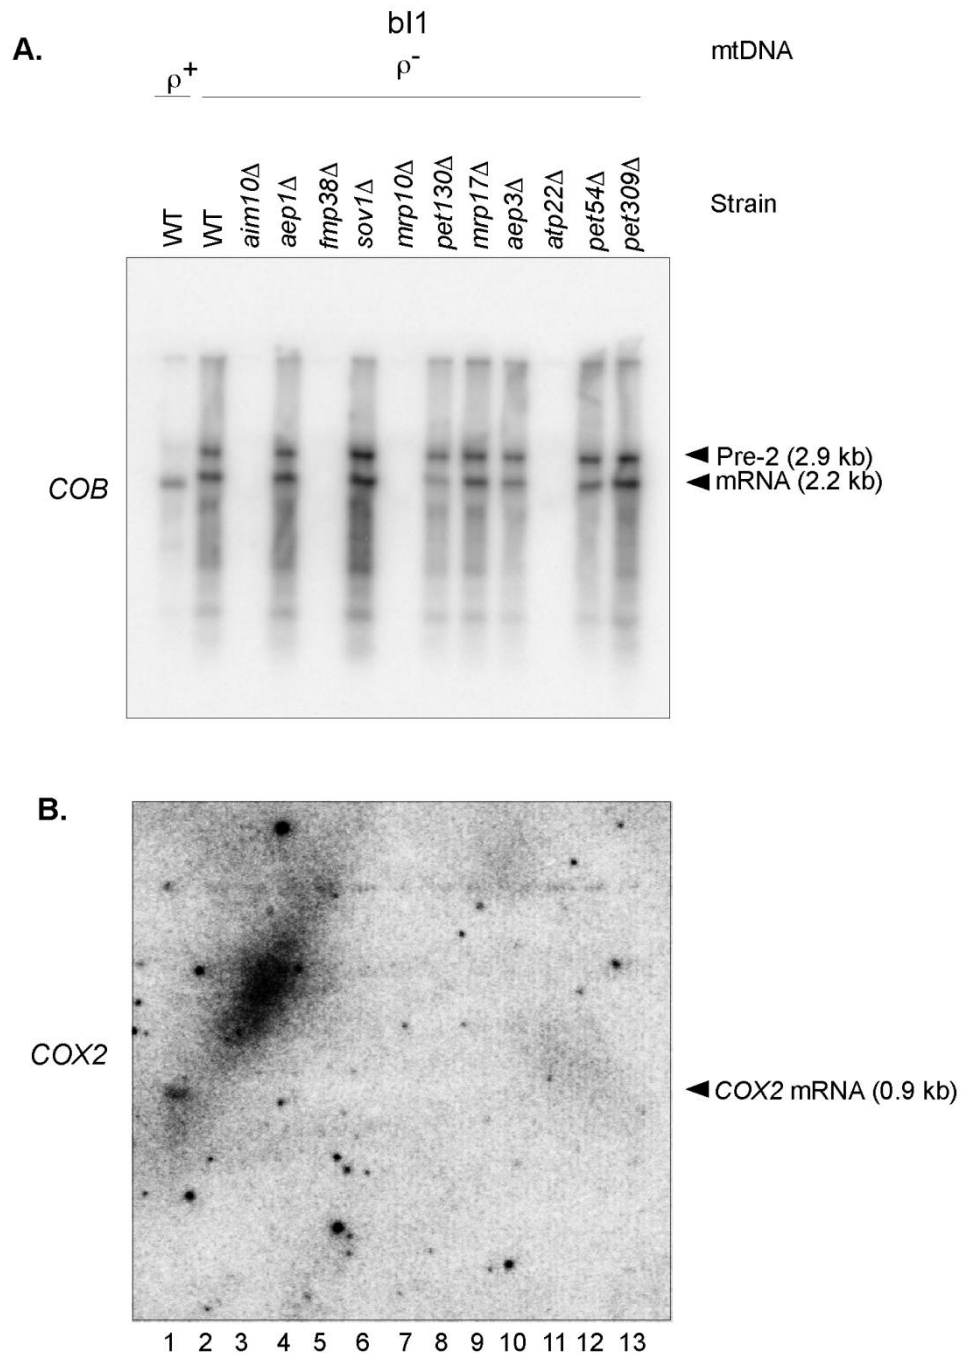 A.
bI1
mtDNA
ρ+
ρ-
WT
WT
aim10Δ
aep1Δ
fmp38Δ
sov1Δ
mrp10Δ
pet130Δ
mrp17Δ
aep3Δ
atp22Δ
pet54Δ
pet309Δ
Strain
COB
Pre-2 (2.9 kb)
mRNA (2.2 kb)
B.
COX2
COX2 mRNA (0.9 kb)
1 2 3 4 5 6 7 8 9 10 11 12 13